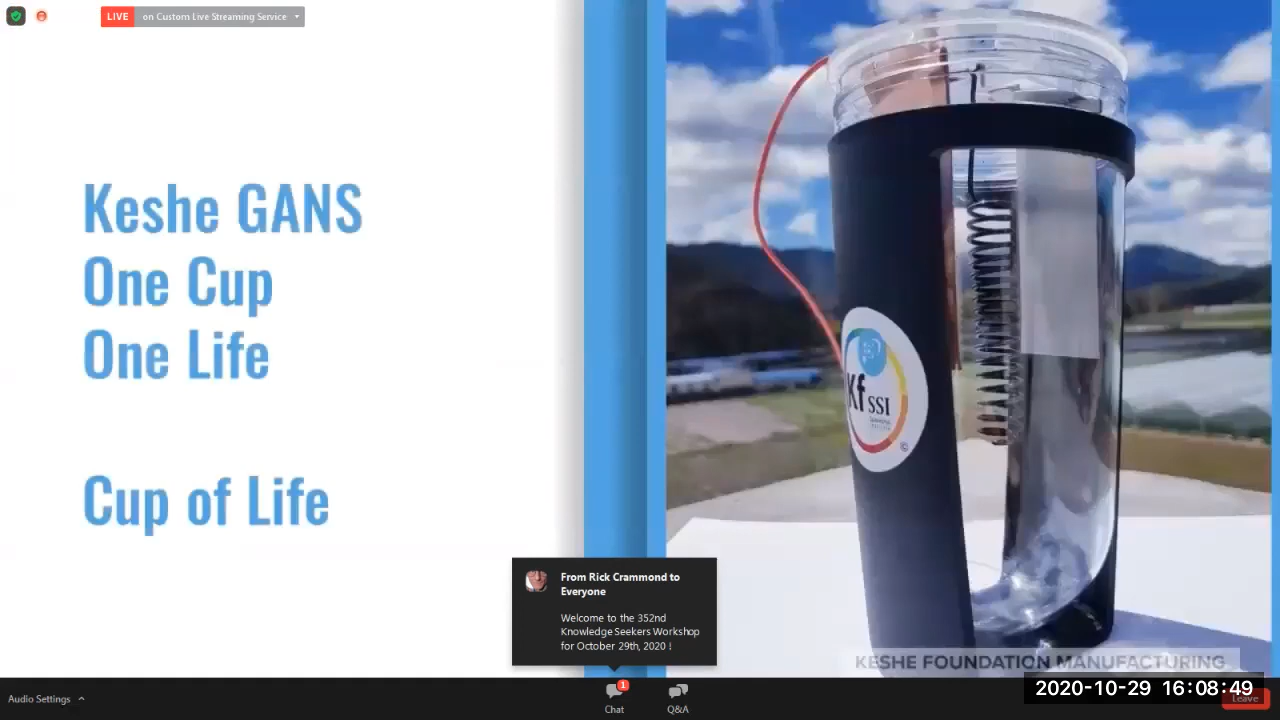 LIVE on Custom Live Streaming Service
Keshe GANS
One Cup
One Life
Cup of Life
Kf SSI
©
From Rick Crammond to
Everyone
Welcome to the 352nd
Knowledge Seekers Workshop
for October 29th, 2020 !
KESHE FOUNDATION MANUFACTURING
2020-10-29 16:08:49
Audio Settings
1
Chat
Q&A
Leave